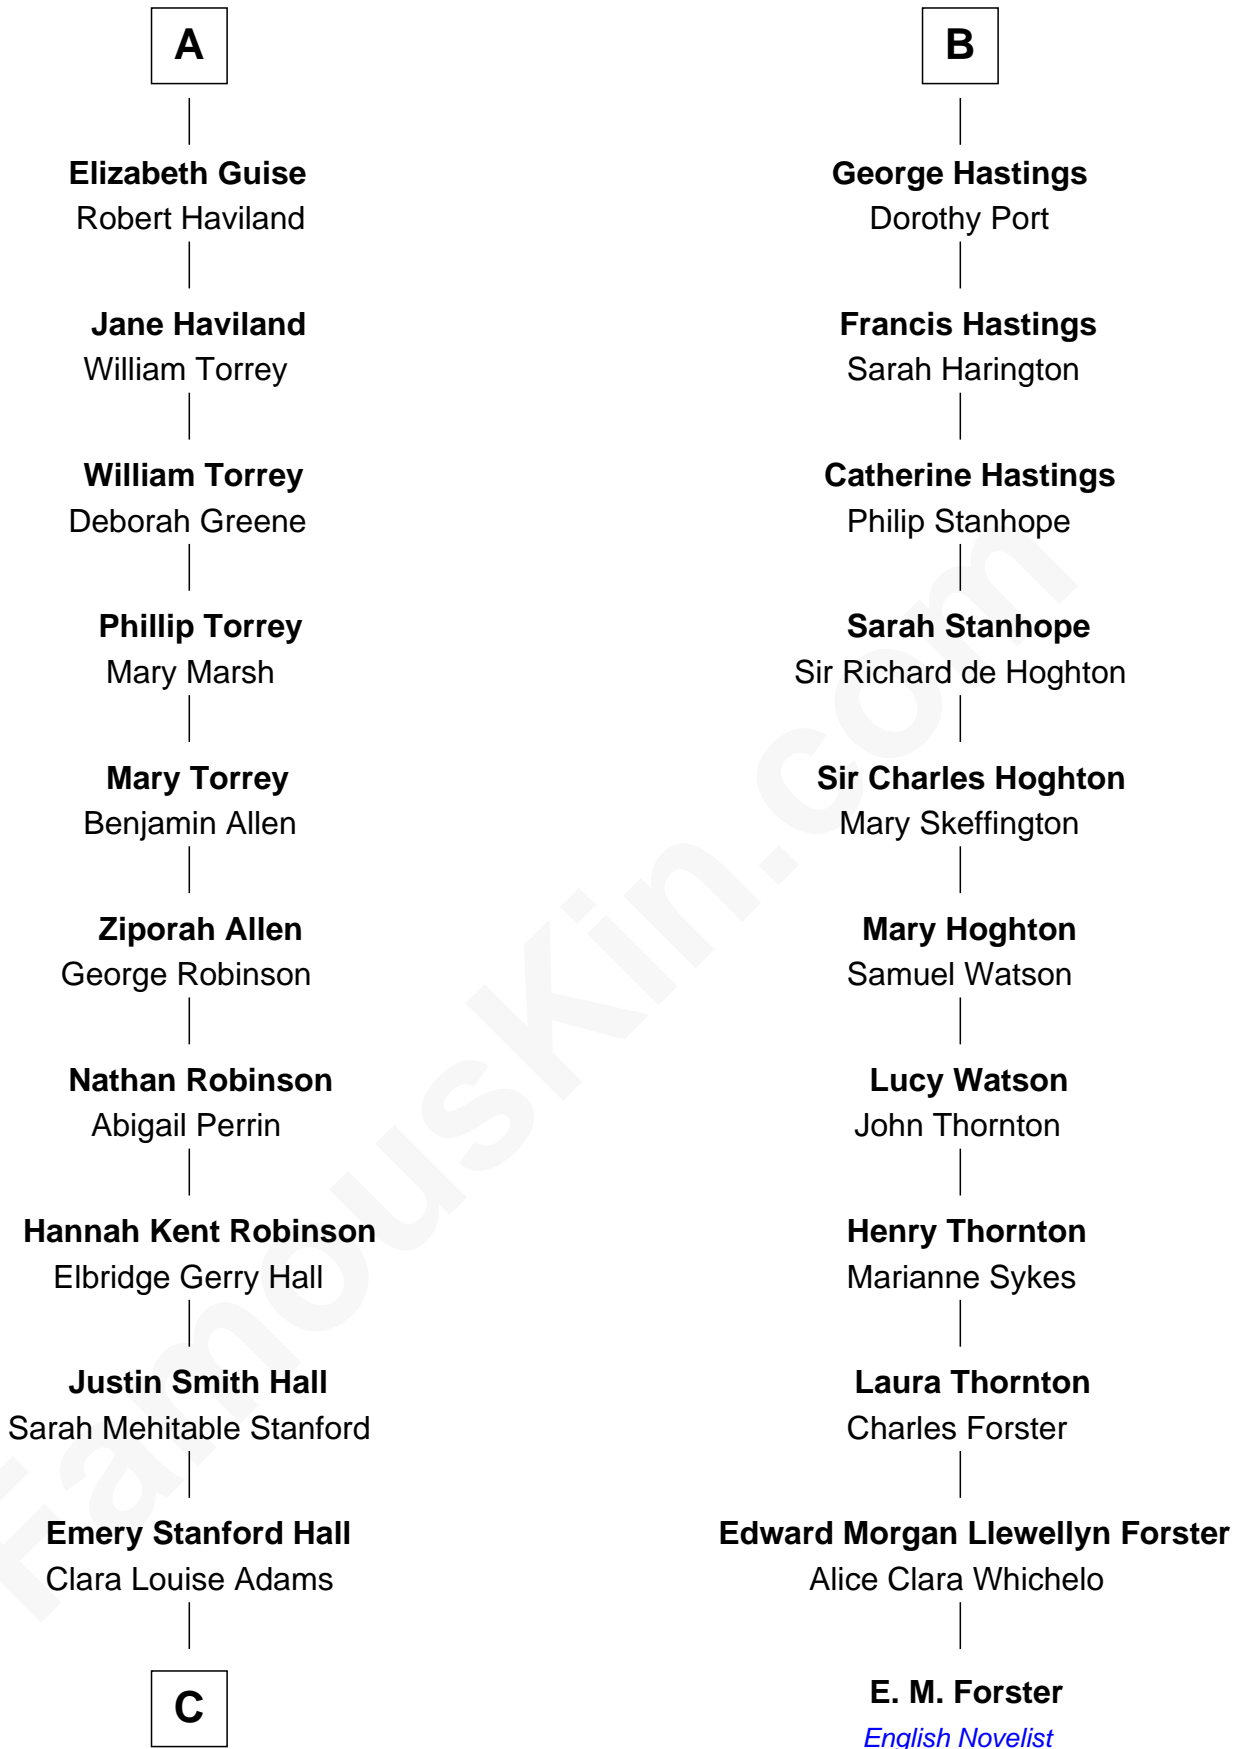 A
Elizabeth Guise
Robert Haviland
Jane Haviland
William Torrey
William Torrey
Deborah Greene
Phillip Torrey
Mary Marsh
Mary Torrey
Benjamin Allen
Ziporah Allen
George Robinson
Nathan Robinson
Abigail Perrin
Hannah Kent Robinson
Elbridge Gerry Hall
Justin Smith Hall
Sarah Mehitable Stanford
Emery Stanford Hall
Clara Louise Adams
C
B
George Hastings
Dorothy Port
Francis Hastings
Sarah Harington
Catherine Hastings
Philip Stanhope
Sarah Stanhope
Sir Richard de Hoghton
Sir Charles Hoghton
Mary Skeffington
Mary Hoghton
Samuel Watson
Lucy Watson
John Thornton
Henry Thornton
Marianne Sykes
Laura Thornton
Charles Forster
Edward Morgan Llewellyn Forster
Alice Clara Whichelo
E. M. Forster
English Novelist
FamousKin.com